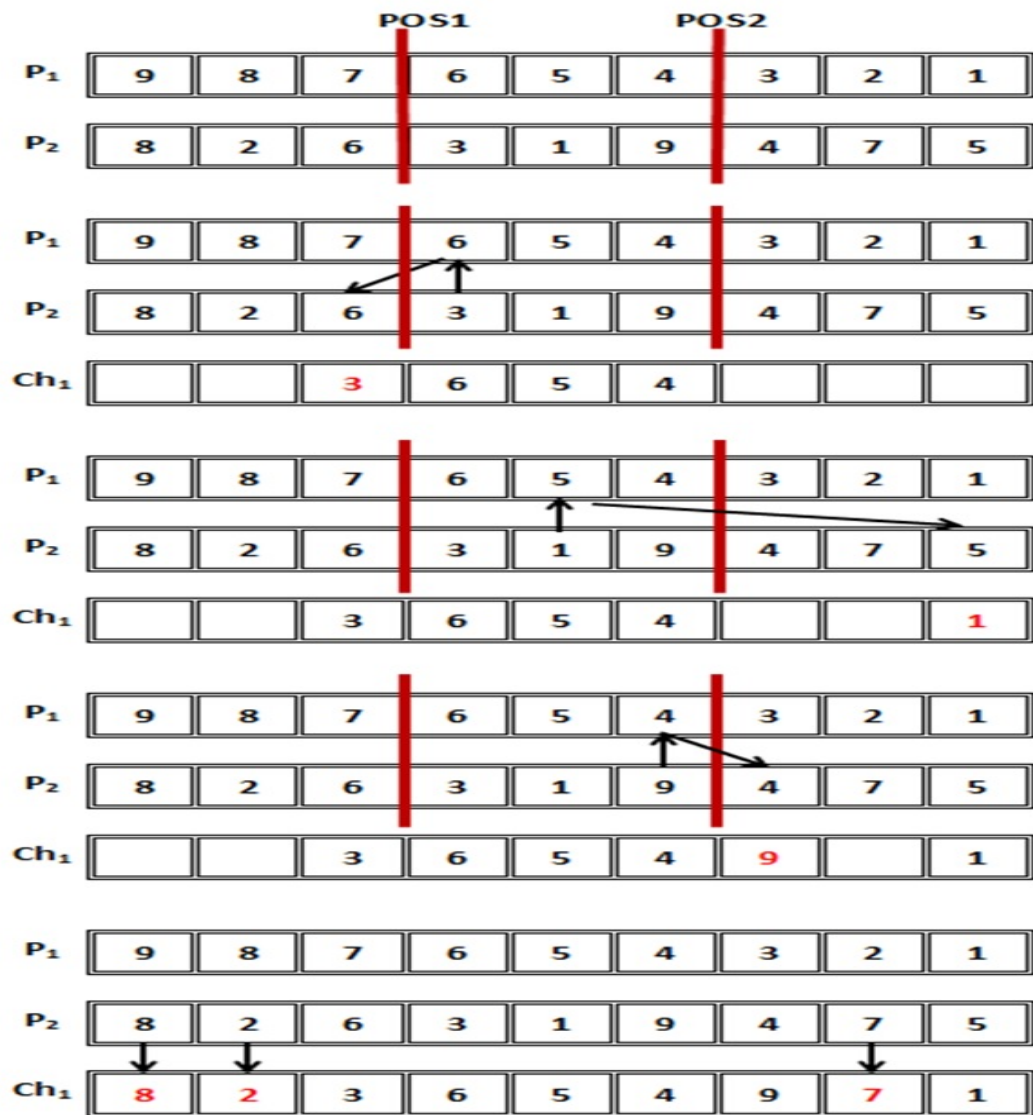 POS1 POS2
P₁ 9 8 7 6 5 4 3 2 1
P₂ 8 2 6 3 1 9 4 7 5
P₁ 9 8 7 6 5 4 3 2 1
P₂ 8 2 6 3 1 9 4 7 5
Ch₁ 3 6 5 4
P₁ 9 8 7 6 5 4 3 2 1
P₂ 8 2 6 3 1 9 4 7 5
Ch₁ 3 6 5 4 1
P₁ 9 8 7 6 5 4 3 2 1
P₂ 8 2 6 3 1 9 4 7 5
Ch₁ 3 6 5 4 9 1
P₁ 9 8 7 6 5 4 3 2 1
P₂ 8 2 6 3 1 9 4 7 5
Ch₁ 8 2 3 6 5 4 9 7 1